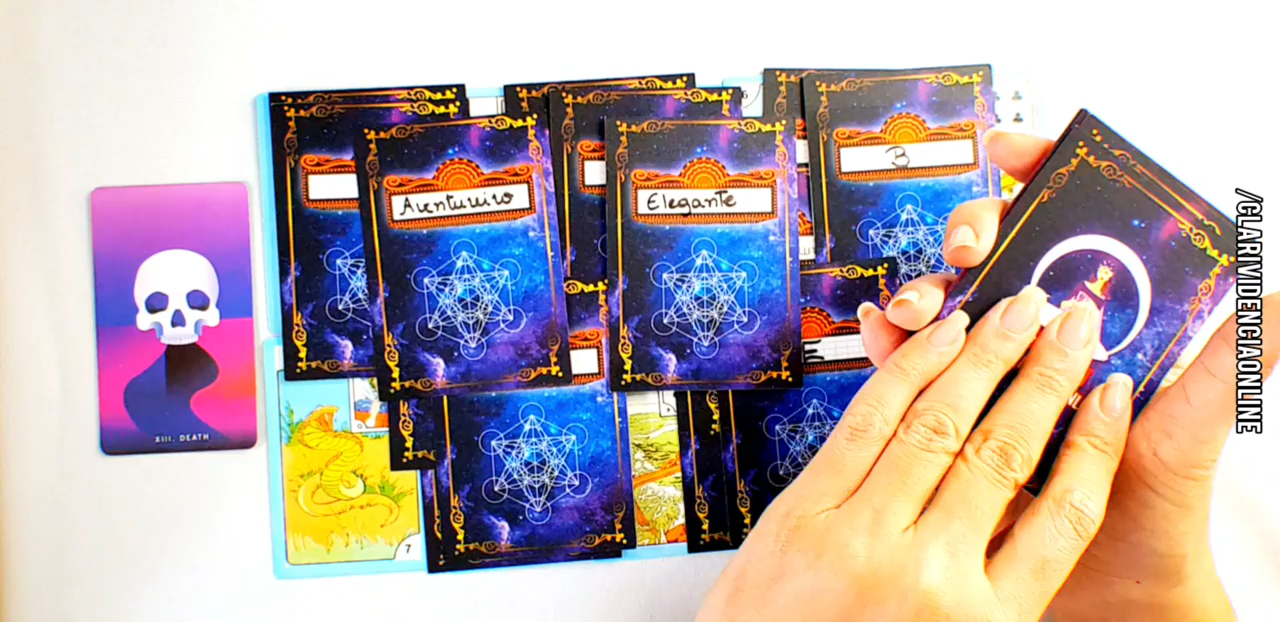 XIII. DEATH
Aventureiro
Elegante
B
7
/CLARIVIDENCIAONLINE